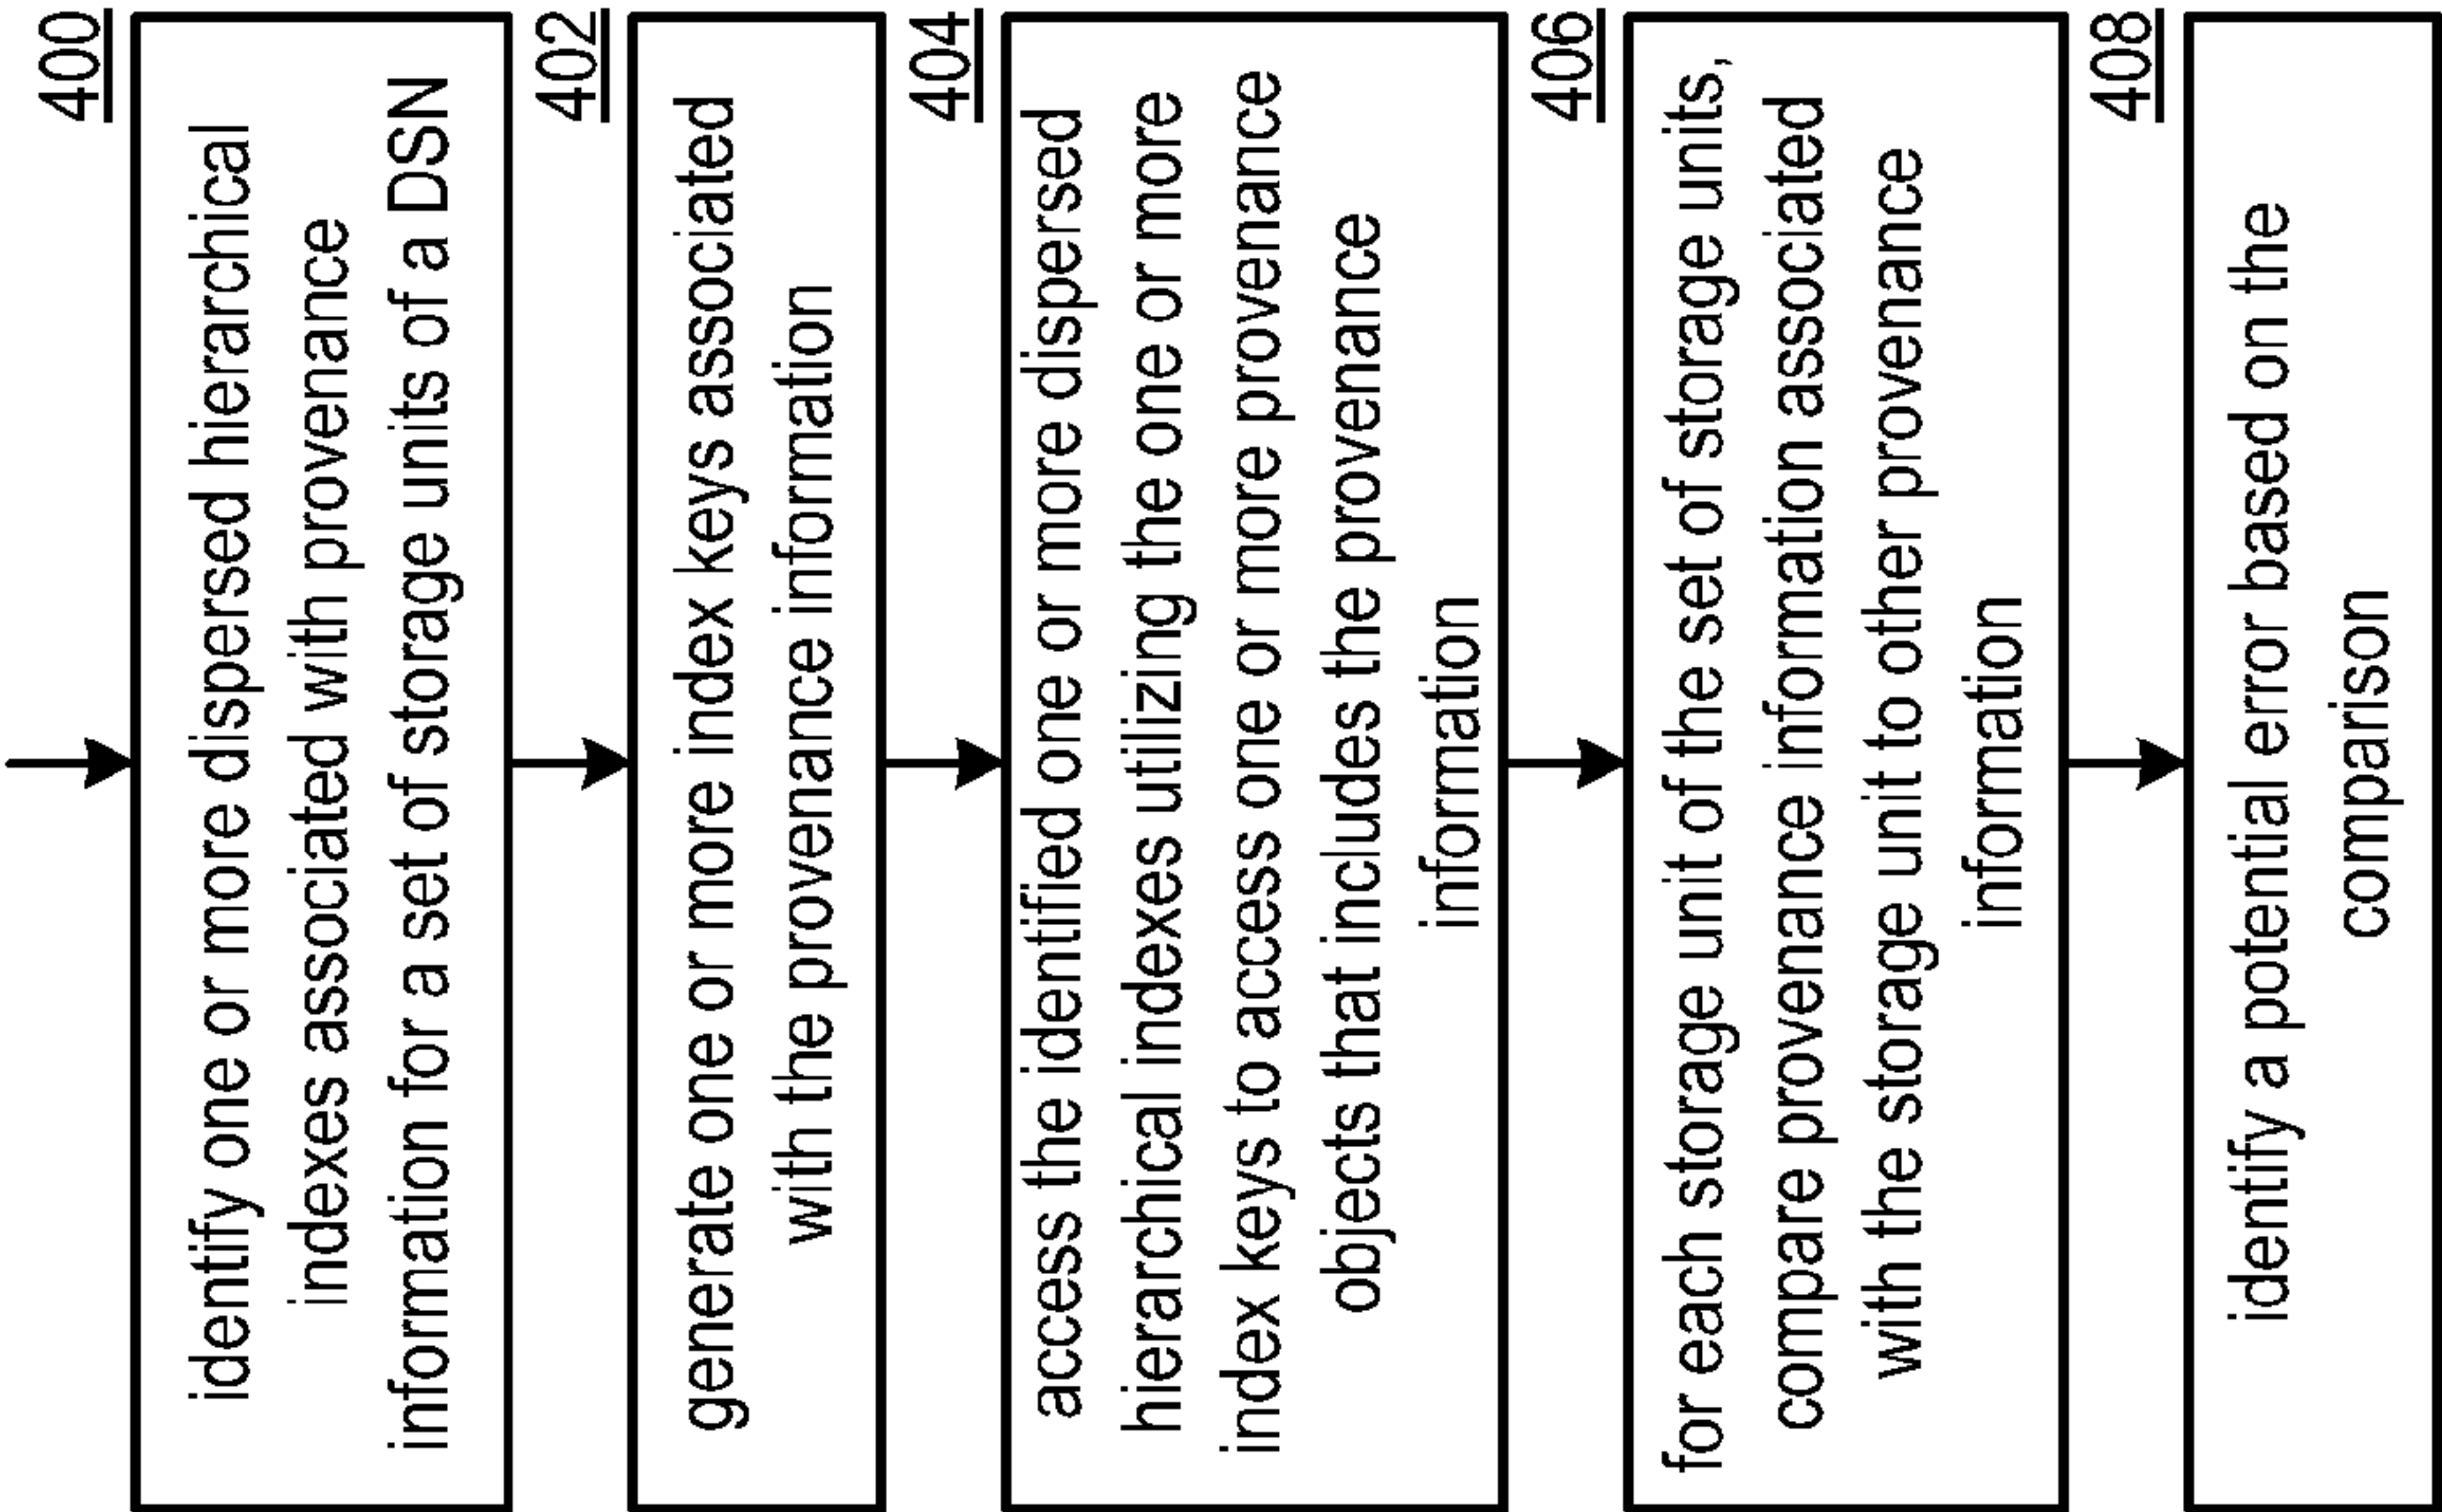 400
identify one or more dispersed hierarchical
indexes associated with provenance
information for a set of storage units of a DSN
402
generate one or more index keys associated
with the provenance information
404
access the identified one or more dispersed
hierarchical indexes utilizing the one or more
index keys to access one or more provenance
objects that includes the provenance
information
406
for each storage unit of the set of storage units,
compare provenance information associated
with the storage unit to other provenance
information
408
identify a potential error based on the
comparison